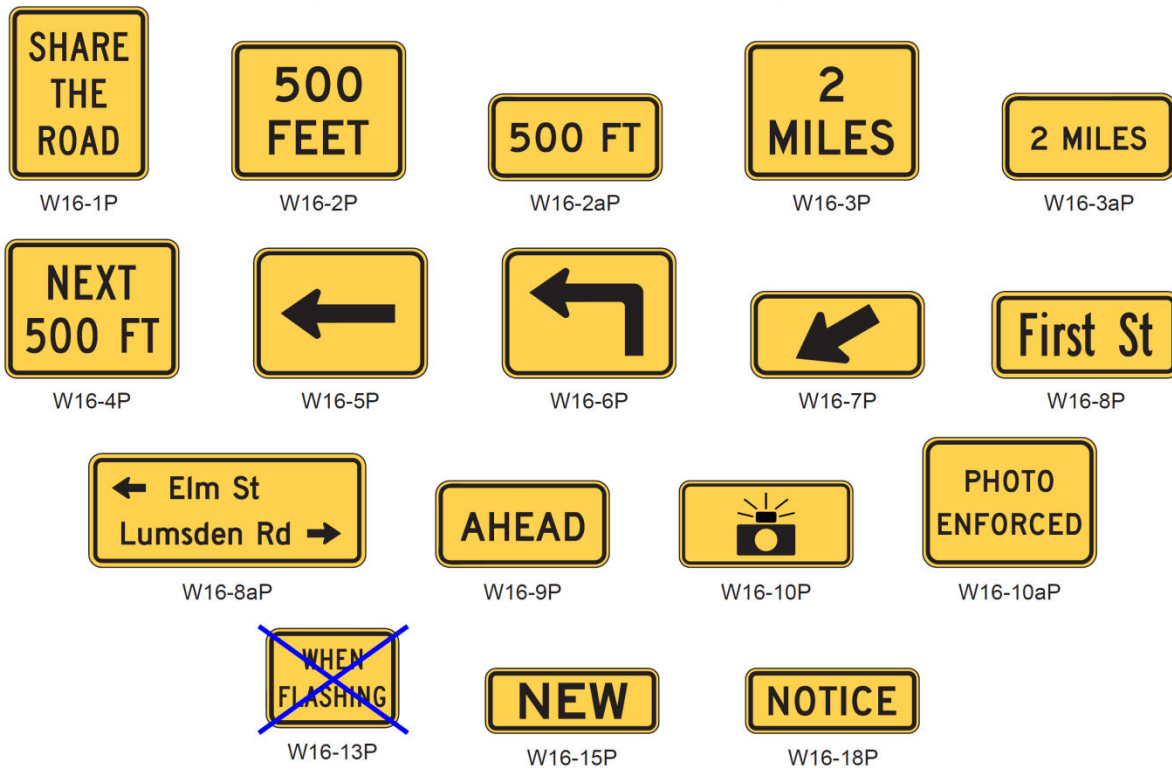 SHARE
THE
ROAD
W16-1P
500
FEET
W16-2P
500 FT
W16-2aP
2
MILES
W16-3P
2 MILES
W16-3aP
NEXT
500 FT
W16-4P
W16-5P
W16-6P
W16-7P
First St
W16-8P
Elm St
Lumsden Rd
W16-8aP
AHEAD
W16-9P
W16-10P
PHOTO
ENFORCED
W16-10aP
WHEN
FLASHING
W16-13P
NEW
W16-15P
NOTICE
W16-18P